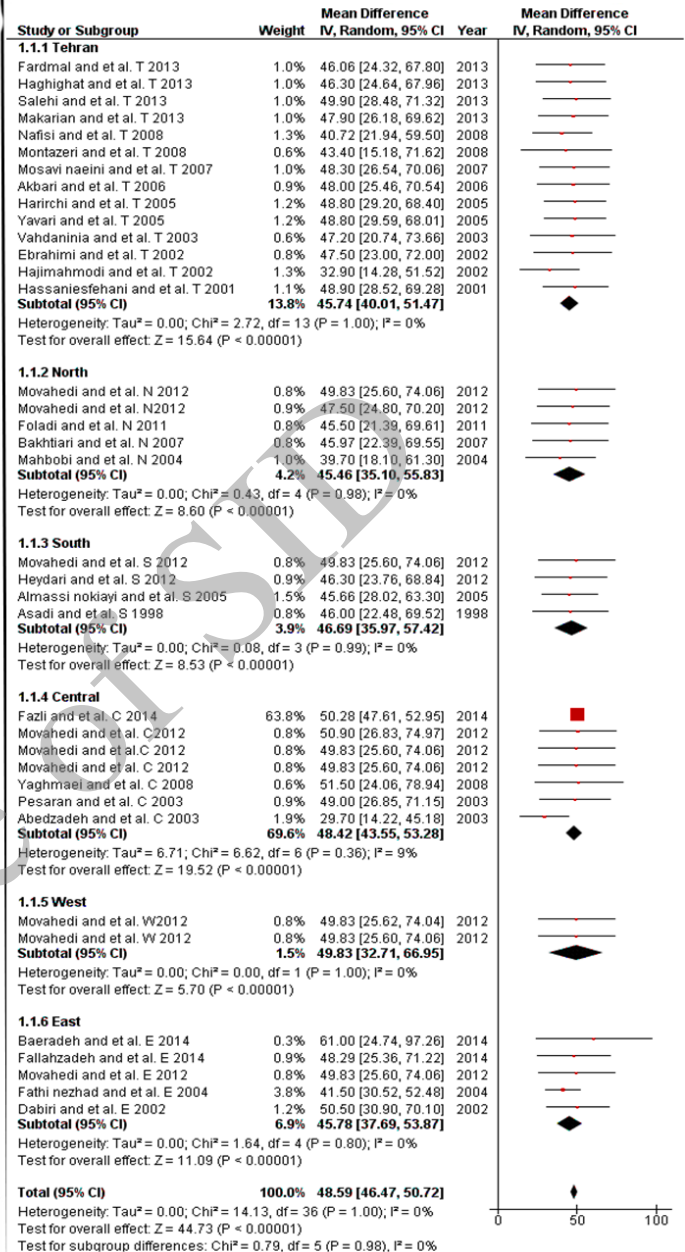 Mean Difference Mean Difference
Study or Subgroup Weight IV, Random, 95% CI Year IV, Random, 95% CI
1.1.1 Tehran
Fardmal and et al. T 2013 1.0% 46.06 [24.32, 67.80] 2013
Haghighat and et al. T 2013 1.0% 46.30 [24.64, 67.96] 2013
Salehi and et al. T 2013 1.0% 49.90 [28.48, 71.32] 2013
Makarian and et al. T 2013 1.0% 47.90 [26.18, 69.62] 2013
Nafisi and et al. T 2008 1.3% 40.72 [21.94, 59.50] 2008
Montazeri and et al. T 2008 0.6% 43.40 [15.18, 71.62] 2008
Mosavi naeini and et al. T 2007 1.0% 48.30 [26.54, 70.06] 2007
Akbari and et al. T 2006 0.9% 48.00 [25.46, 70.54] 2006
Harirchi and et al. T 2005 1.2% 48.80 [29.20, 68.40] 2005
Yavari and et al. T 2005 1.2% 48.80 [29.59, 68.01] 2005
Vahdaninia and et al. T 2003 0.6% 47.20 [20.74, 73.66] 2003
Ebrahimi and et al. T 2002 0.8% 47.50 [23.00, 72.00] 2002
Hajimahmodi and et al. T 2002 1.3% 32.90 [14.28, 51.52] 2002
Hassaniesfehani and et al. T 2001 1.1% 48.90 [28.52, 69.28] 2001
Subtotal (95% CI) 13.8% 45.74 [40.01, 51.47]
Heterogeneity: Tau² = 0.00; Chi² = 2.72, df = 13 (P = 1.00); I² = 0%
Test for overall effect: Z = 15.64 (P < 0.00001)
1.1.2 North
Movahedi and et al. N 2012 0.8% 49.83 [25.60, 74.06] 2012
Movahedi and et al. N2012 0.9% 47.50 [24.80, 70.20] 2012
Foladi and et al. N 2011 0.8% 45.50 [21.39, 69.61] 2011
Bakhtiari and et al. N 2007 0.8% 45.97 [22.39, 69.55] 2007
Mahbobi and et al. N 2004 1.0% 39.70 [18.10, 61.30] 2004
Subtotal (95% CI) 4.2% 45.46 [35.10, 55.83]
Heterogeneity: Tau² = 0.00; Chi² = 0.43, df = 4 (P = 0.98); I² = 0%
Test for overall effect: Z = 8.60 (P < 0.00001)
1.1.3 South
Movahedi and et al. S 2012 0.8% 49.83 [25.60, 74.06] 2012
Heydari and et al. S 2012 0.9% 46.30 [23.76, 68.84] 2012
Almassi nokiayi and et al. S 2005 1.5% 45.66 [28.02, 63.30] 2005
Asadi and et al. S 1998 0.8% 46.00 [22.48, 69.52] 1998
Subtotal (95% CI) 3.9% 46.69 [35.97, 57.42]
Heterogeneity: Tau² = 0.00; Chi² = 0.08, df = 3 (P = 0.99); I² = 0%
Test for overall effect: Z = 8.53 (P < 0.00001)
1.1.4 Central
Fazli and et al. C 2014 63.8% 50.28 [47.61, 52.95] 2014
Movahedi and et al. C2012 0.8% 50.90 [26.83, 74.97] 2012
Movahedi and et al.C 2012 0.8% 49.83 [25.60, 74.06] 2012
Movahedi and et al. C 2012 0.8% 49.83 [25.60, 74.06] 2012
Yaghmaei and et al. C 2008 0.6% 51.50 [24.06, 78.94] 2008
Pesaran and et al. C 2003 0.9% 49.00 [26.85, 71.15] 2003
Abedzadeh and et al. C 2003 1.9% 29.70 [14.22, 45.18] 2003
Subtotal (95% CI) 69.6% 48.42 [43.55, 53.28]
Heterogeneity: Tau² = 6.71; Chi² = 6.62, df = 6 (P = 0.36); I² = 9%
Test for overall effect: Z = 19.52 (P < 0.00001)
1.1.5 West
Movahedi and et al. W2012 0.8% 49.83 [25.62, 74.04] 2012
Movahedi and et al. W 2012 0.8% 49.83 [25.60, 74.06] 2012
Subtotal (95% CI) 1.5% 49.83 [32.71, 66.95]
Heterogeneity: Tau² = 0.00; Chi² = 0.00, df = 1 (P = 1.00); I² = 0%
Test for overall effect: Z = 5.70 (P < 0.00001)
1.1.6 East
Baeradeh and et al. E 2014 0.3% 61.00 [24.74, 97.26] 2014
Fallahzadeh and et al. E 2014 0.9% 48.29 [25.36, 71.22] 2014
Movahedi and et al. E 2012 0.8% 49.83 [25.60, 74.06] 2012
Fathi nezhad and et al. E 2004 3.8% 41.50 [30.52, 52.48] 2004
Dabiri and et al. E 2002 1.2% 50.50 [30.90, 70.10] 2002
Subtotal (95% CI) 6.9% 45.78 [37.69, 53.87]
Heterogeneity: Tau² = 0.00; Chi² = 1.64, df = 4 (P = 0.80); I² = 0%
Test for overall effect: Z = 11.09 (P < 0.00001)
Total (95% CI) 100.0% 48.59 [46.47, 50.72]
Heterogeneity: Tau² = 0.00; Chi² = 14.13, df = 36 (P = 1.00); I² = 0%
Test for overall effect: Z = 44.73 (P < 0.00001)
Test for subgroup differences: Chi² = 0.79, df = 5 (P = 0.98), I² = 0%
0 50 100
of SID